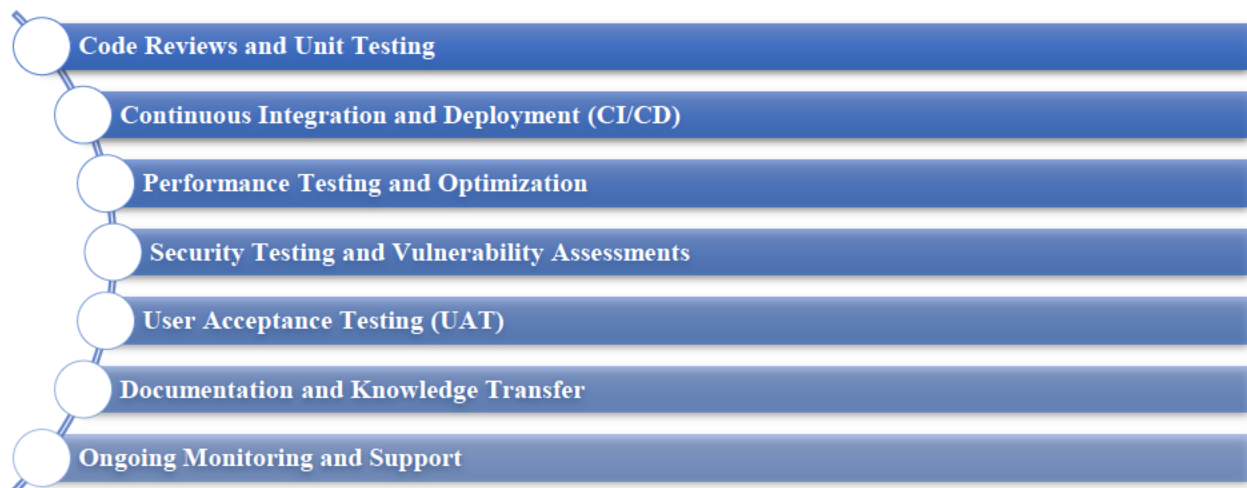 Code Reviews and Unit Testing
Continuous Integration and Deployment (CI/CD)
Performance Testing and Optimization
Security Testing and Vulnerability Assessments
User Acceptance Testing (UAT)
Documentation and Knowledge Transfer
Ongoing Monitoring and Support